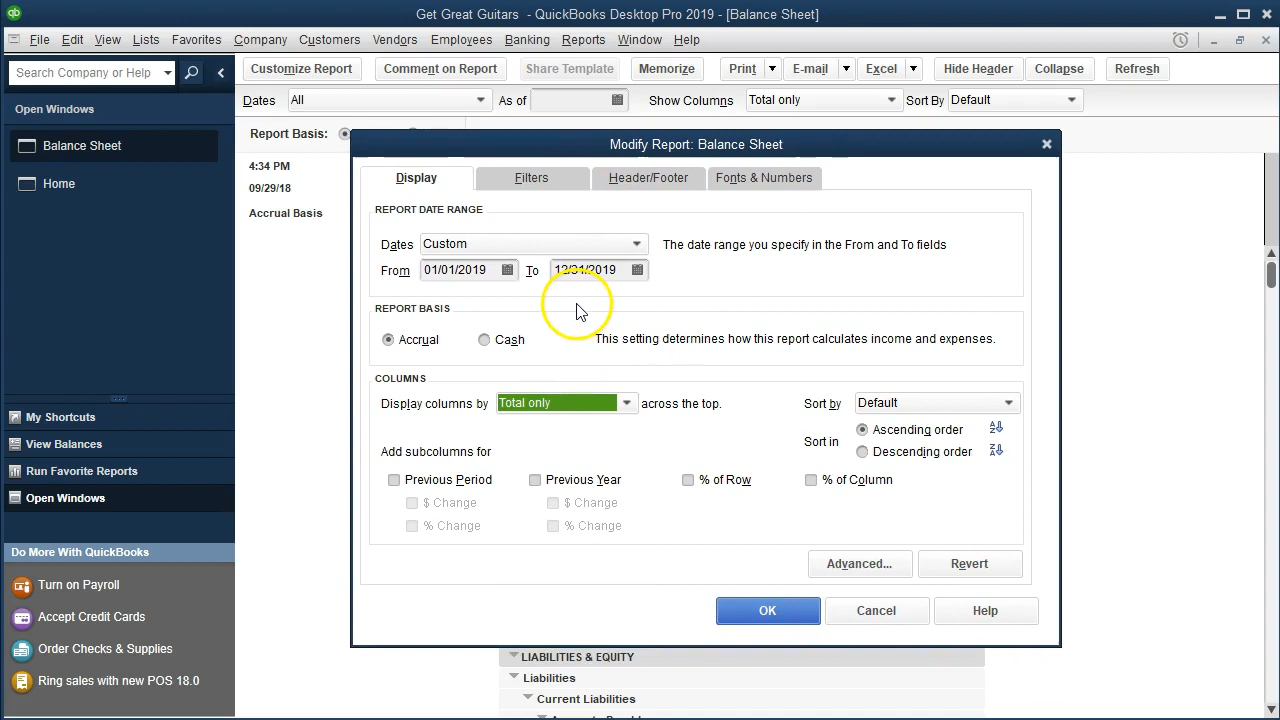 Get Great Guitars - QuickBooks Desktop Pro 2019 - [Balance Sheet]
File Edit View Lists Favorites Company Customers Vendors Employees Banking Reports Window Help
Search Company or Help
Customize Report Comment on Report Share Template Memorize Print E-mail Excel Hide Header Collapse Refresh
Dates All As of Show Columns Total only Sort By Default
Open Windows
Balance Sheet
Home
Report Basis:
4:34 PM
09/29/18
Accrual Basis
Modify Report: Balance Sheet
Display Filters Header/Footer Fonts & Numbers
REPORT DATE RANGE
Dates Custom The date range you specify in the From and To fields
From 01/01/2019 To 12/31/2019
REPORT BASIS
Accrual Cash This setting determines how this report calculates income and expenses.
COLUMNS
Display columns by Total only across the top. Sort by Default
Sort in Ascending order
Descending order
Add subcolumns for
Previous Period Previous Year % of Row % of Column
$ Change $ Change
% Change % Change
Advanced... Revert
OK Cancel Help
My Shortcuts
View Balances
Run Favorite Reports
Open Windows
Do More With QuickBooks
Turn on Payroll
Accept Credit Cards
Order Checks & Supplies
Ring sales with new POS 18.0
LIABILITIES & EQUITY
Liabilities
Current Liabilities